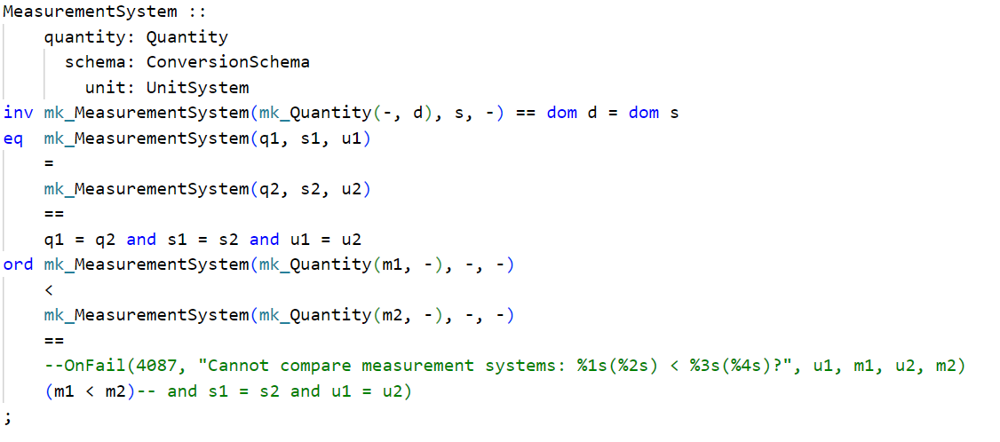 MeasurementSystem ::
    quantity: Quantity
      schema: ConversionSchema
        unit: UnitSystem
inv mk_MeasurementSystem(mk_Quantity(-, d), s, -) == dom d = dom s
eq  mk_MeasurementSystem(q1, s1, u1)
    =
    mk_MeasurementSystem(q2, s2, u2)
    ==
    q1 = q2 and s1 = s2 and u1 = u2
ord mk_MeasurementSystem(mk_Quantity(m1, -), -, -)
    <
    mk_MeasurementSystem(mk_Quantity(m2, -), -, -)
    ==
    --OnFail(4087, "Cannot compare measurement systems: %1s(%2s) < %3s(%4s)?", u1, m1, u2, m2)
    (m1 < m2)-- and s1 = s2 and u1 = u2)
;